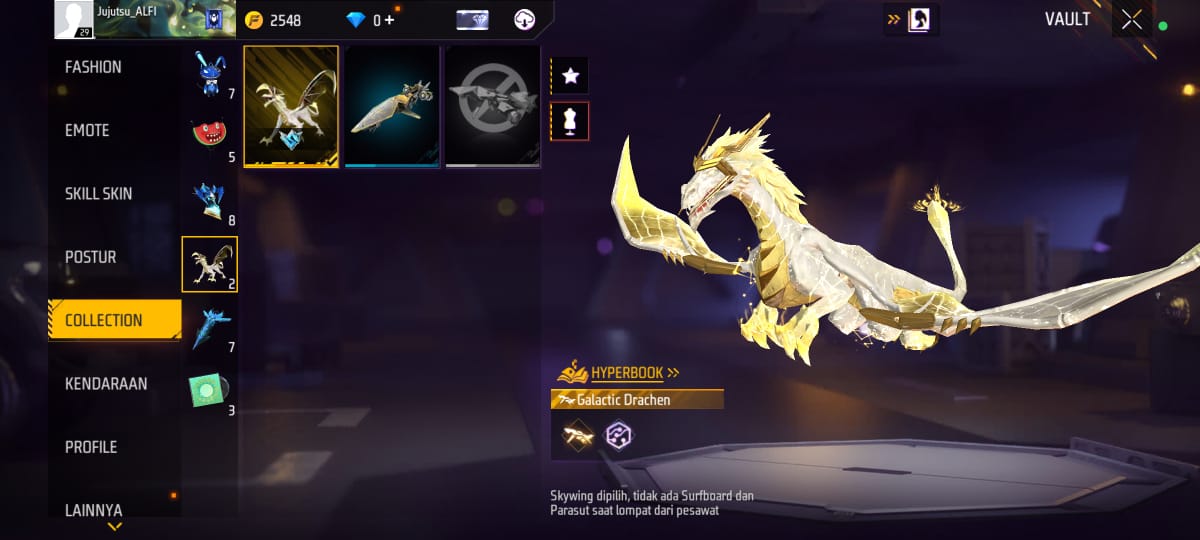 Jujutsu_ALFI
29
2548
0+
VAULT
FASHION
7
EMOTE
5
SKILL SKIN
8
POSTUR
2
COLLECTION
7
KENDARAAN
3
PROFILE
LAINNYA
HYPERBOOK >>
Galactic Drachen
Skywing dipilih, tidak ada Surfboard dan
Parasut saat lompat dari pesawat